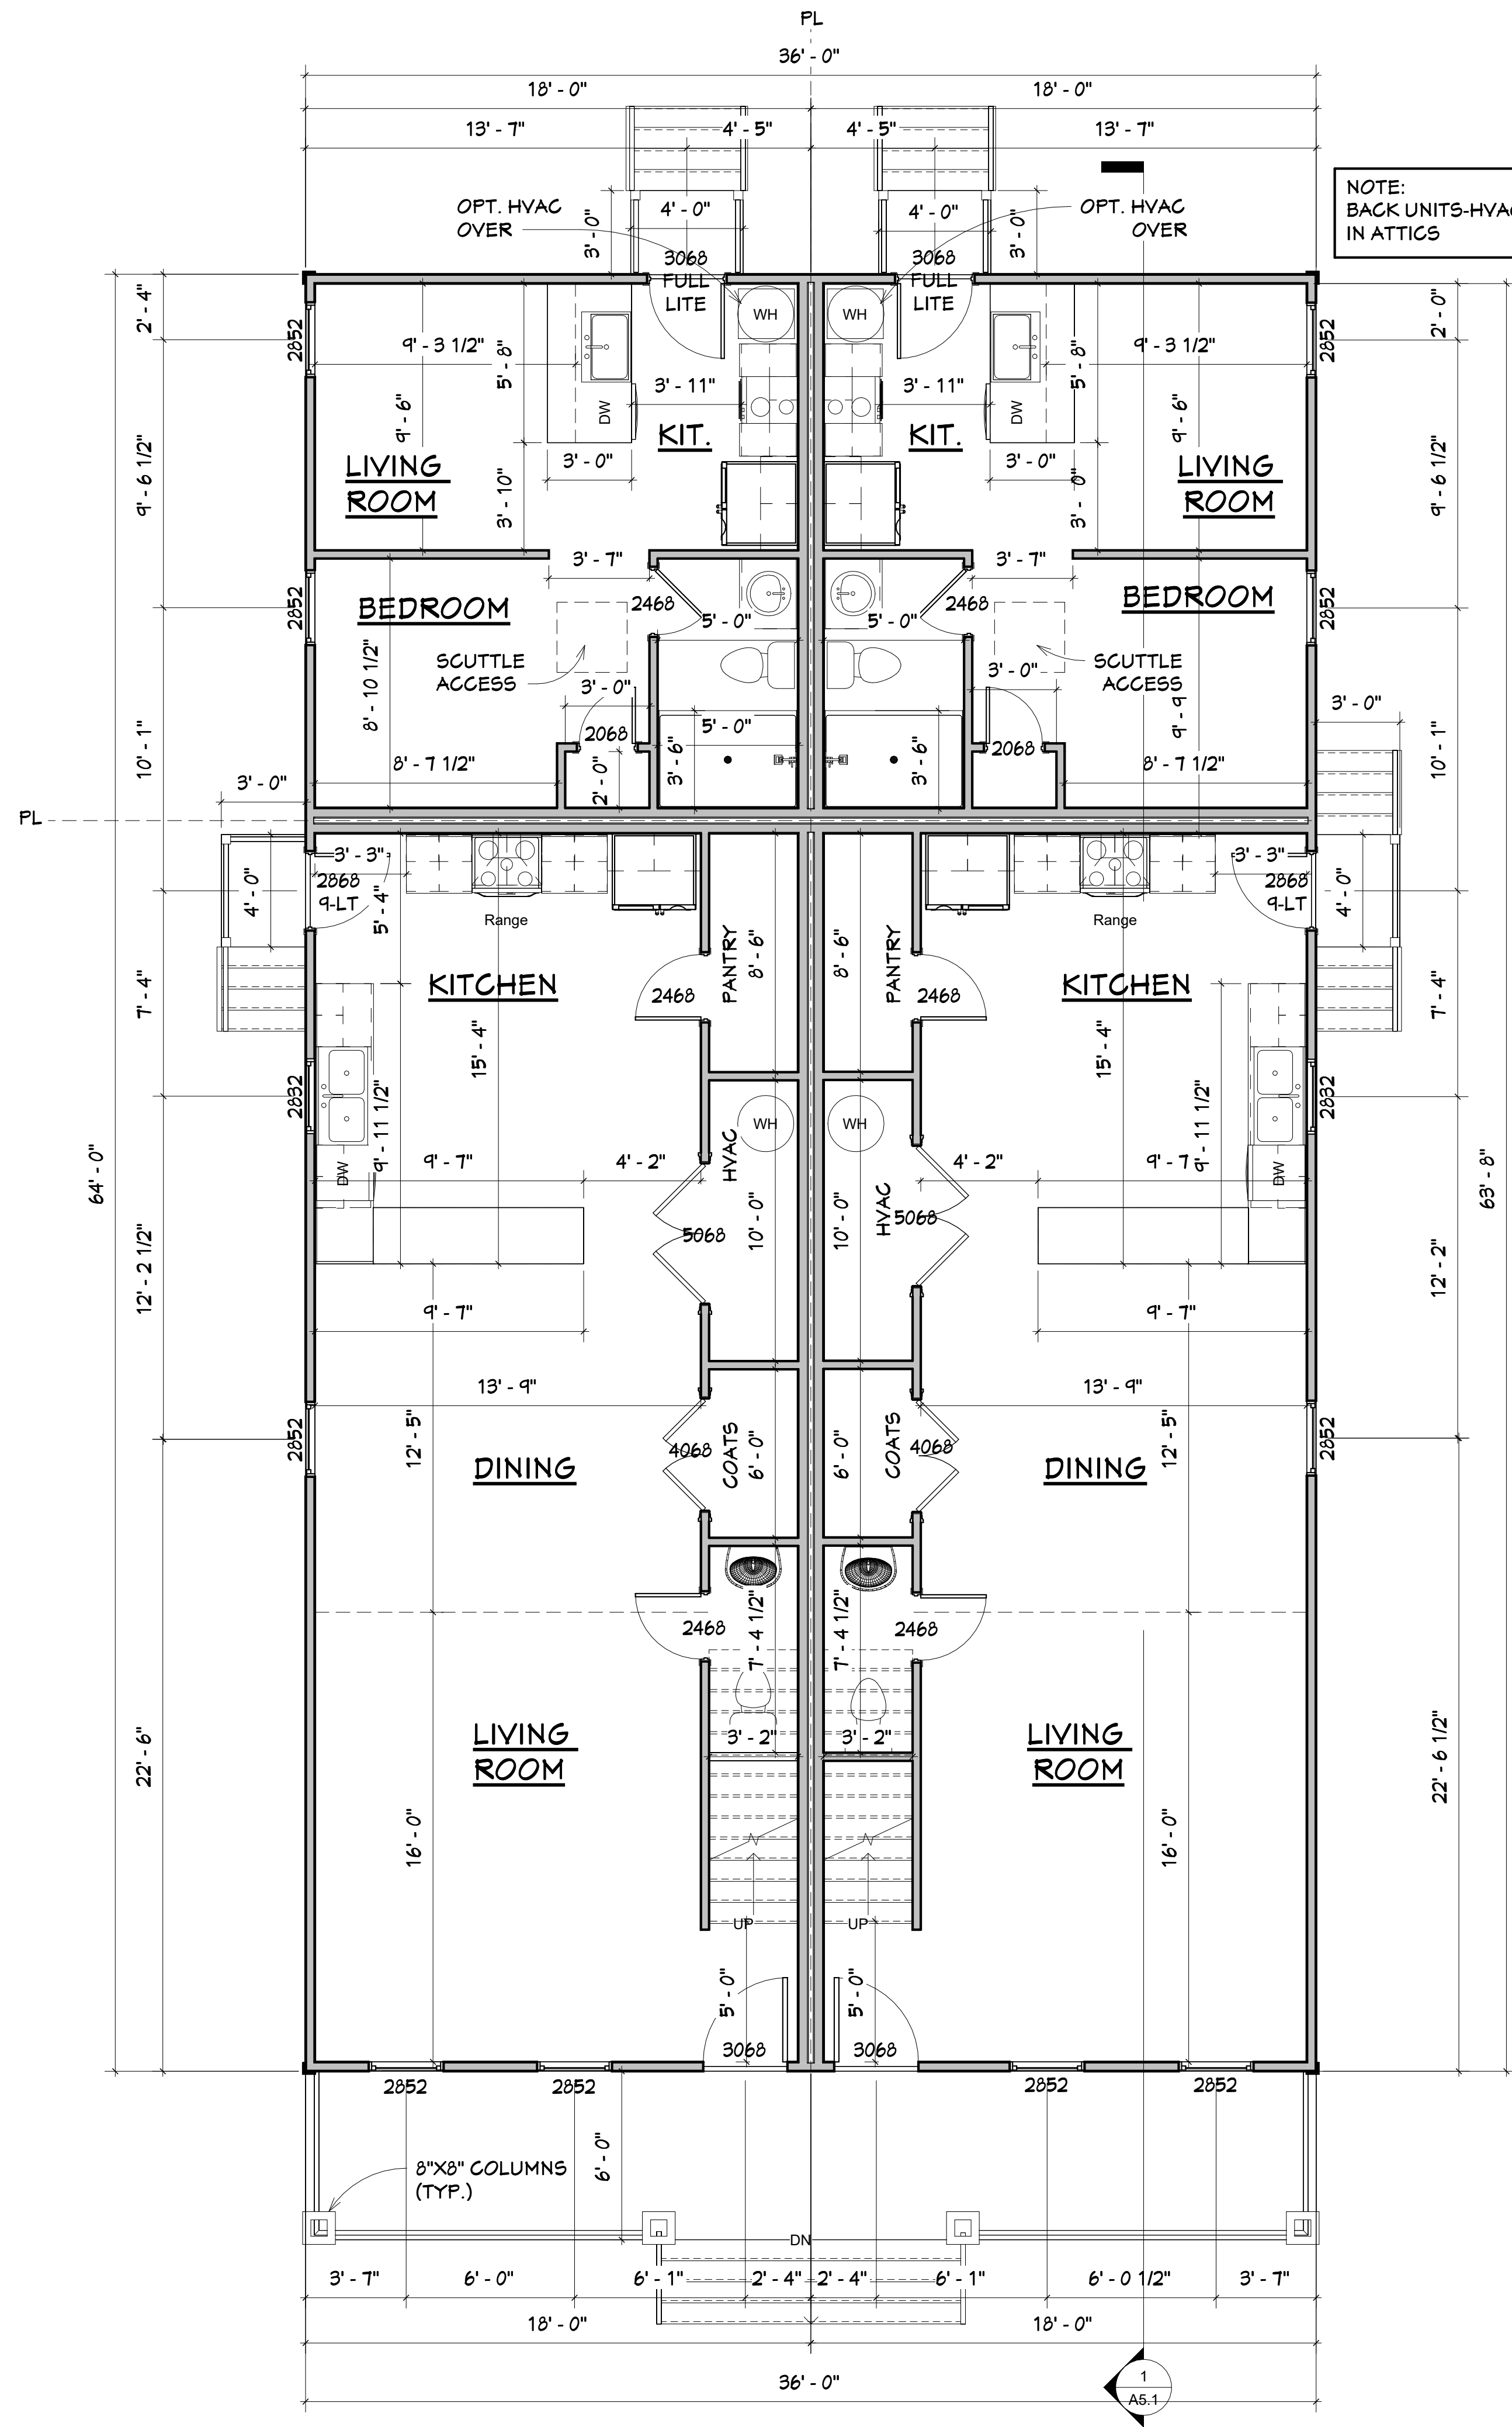 PL
36' - 0"
18' - 0" 18' - 0"
13' - 7" 4' - 5" 4' - 5" 13' - 7"
NOTE:
BACK UNITS-HVAC
IN ATTICS
OPT. HVAC
OVER
4' - 0"
3' - 0"
4' - 0"
3' - 0"
OPT. HVAC
OVER
3068
FULL
LITE
3068
FULL
LITE
WH WH
2' - 4"
2852
9' - 3 1/2"
5' - 8"
9' - 6"
3' - 11"
DW
KIT.
3' - 0"
3' - 10"
LIVING
ROOM
3' - 11"
DW
KIT.
3' - 0"
3' - 0"
5' - 8"
9' - 3 1/2"
9' - 6"
LIVING
ROOM
2852
2' - 0"
9' - 6 1/2"
9' - 6 1/2"
3' - 7" 3' - 7"
2852
BEDROOM
2468
5' - 0"
SCUTTLE
ACCESS
8' - 10 1/2"
3' - 0"
2068
5' - 0"
3' - 6"
8' - 7 1/2"
2' - 0"
2468
5' - 0"
BEDROOM
2852
SCUTTLE
ACCESS
3' - 0"
9' - 9
2068
3' - 6"
8' - 7 1/2"
10' - 1"
10' - 1"
3' - 0"
3' - 0"
PL
3' - 3"
2868
9-LT
4' - 0"
5' - 4"
Range
3' - 3"
2868
9-LT
4' - 0"
Range
KITCHEN
2468
PANTRY
8' - 6"
8' - 6"
PANTRY
2468
KITCHEN
7' - 4"
7' - 4"
15' - 4"
15' - 4"
2832
9' - 11 1/2"
DW
9' - 7"
4' - 2"
WH
HVAC
10' - 0"
5068
WH
HVAC
10' - 0"
5068
4' - 2"
9' - 7
9' - 11 1/2"
DW
2832
64' - 0"
63' - 8"
12' - 2 1/2"
12' - 2"
9' - 7" 9' - 7"
13' - 9" 13' - 9"
2852
12' - 5"
DINING
4068
COATS
6' - 0"
6' - 0"
COATS
4068
DINING
12' - 5"
2852
2468
7' - 4 1/2"
7' - 4 1/2"
2468
LIVING
ROOM
3' - 2" 3' - 2"
LIVING
ROOM
22' - 6"
22' - 6 1/2"
16' - 0"
16' - 0"
UP UP
5' - 0"
5' - 0"
3068 3068
2852 2852 2852 2852
6' - 0"
8"X8" COLUMNS
(TYP.)
DN
3' - 7" 6' - 0" 6' - 1" 2' - 4" 2' - 4" 6' - 1" 6' - 0 1/2" 3' - 7"
18' - 0" 18' - 0"
36' - 0"
1
A5.1